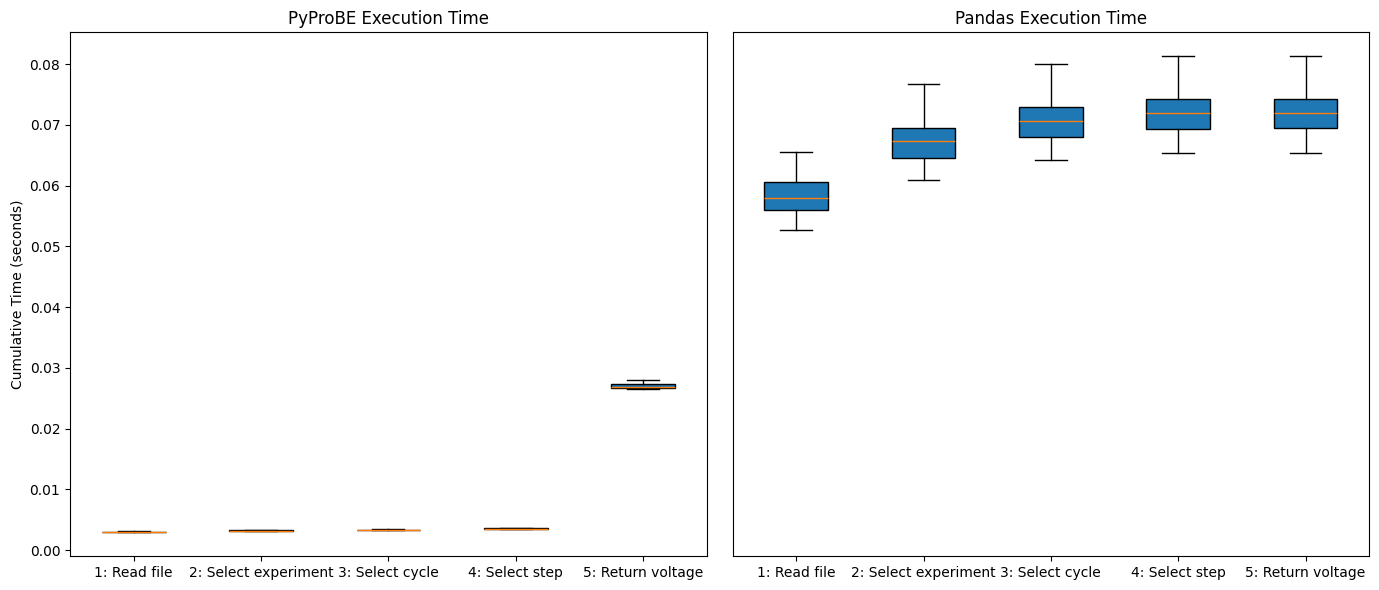 PyProBE Execution Time
Pandas Execution Time
Cumulative Time (seconds)
0.08
0.07
0.06
0.05
0.04
0.03
0.02
0.01
0.00
1: Read file
2: Select experiment
3: Select cycle
4: Select step
5: Return voltage
1: Read file
2: Select experiment
3: Select cycle
4: Select step
5: Return voltage